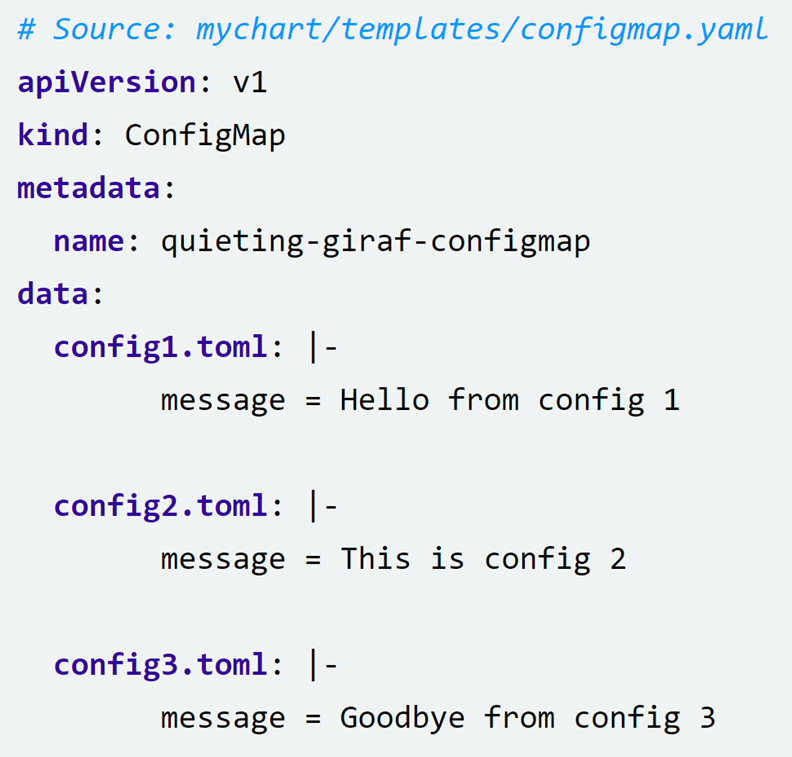 # Source: mychart/templates/configmap.yaml
apiVersion: v1
kind: ConfigMap
metadata:
  name: quieting-giraf-configmap
data:
  config1.toml: |-
        message = Hello from config 1

  config2.toml: |-
        message = This is config 2

  config3.toml: |-
        message = Goodbye from config 3